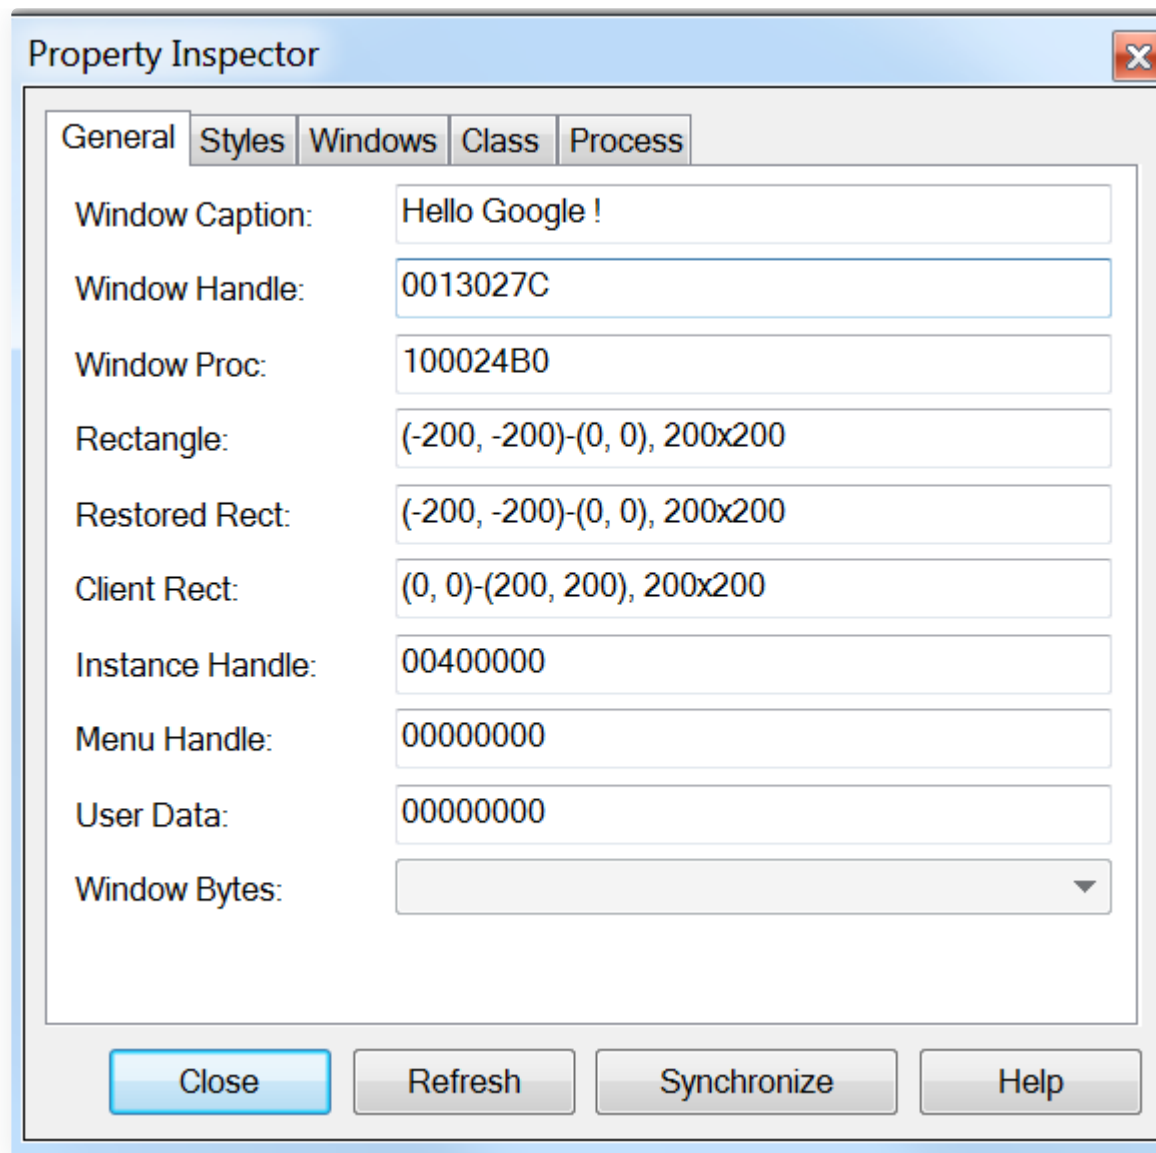 Property Inspector
General Styles Windows Class Process
Window Caption: Hello Google !
Window Handle: 0013027C
Window Proc: 100024B0
Rectangle: (-200, -200)-(0, 0), 200x200
Restored Rect: (-200, -200)-(0, 0), 200x200
Client Rect: (0, 0)-(200, 200), 200x200
Instance Handle: 00400000
Menu Handle: 00000000
User Data: 00000000
Window Bytes:
Close Refresh Synchronize Help